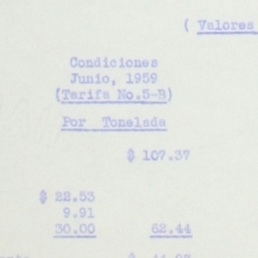 ( Valores
Condiciones
Junio, 1959
(Tarifa No.5-B)
Por Tonelada
$ 107.37
$ 22.53
9.91
30.00 62.44
$